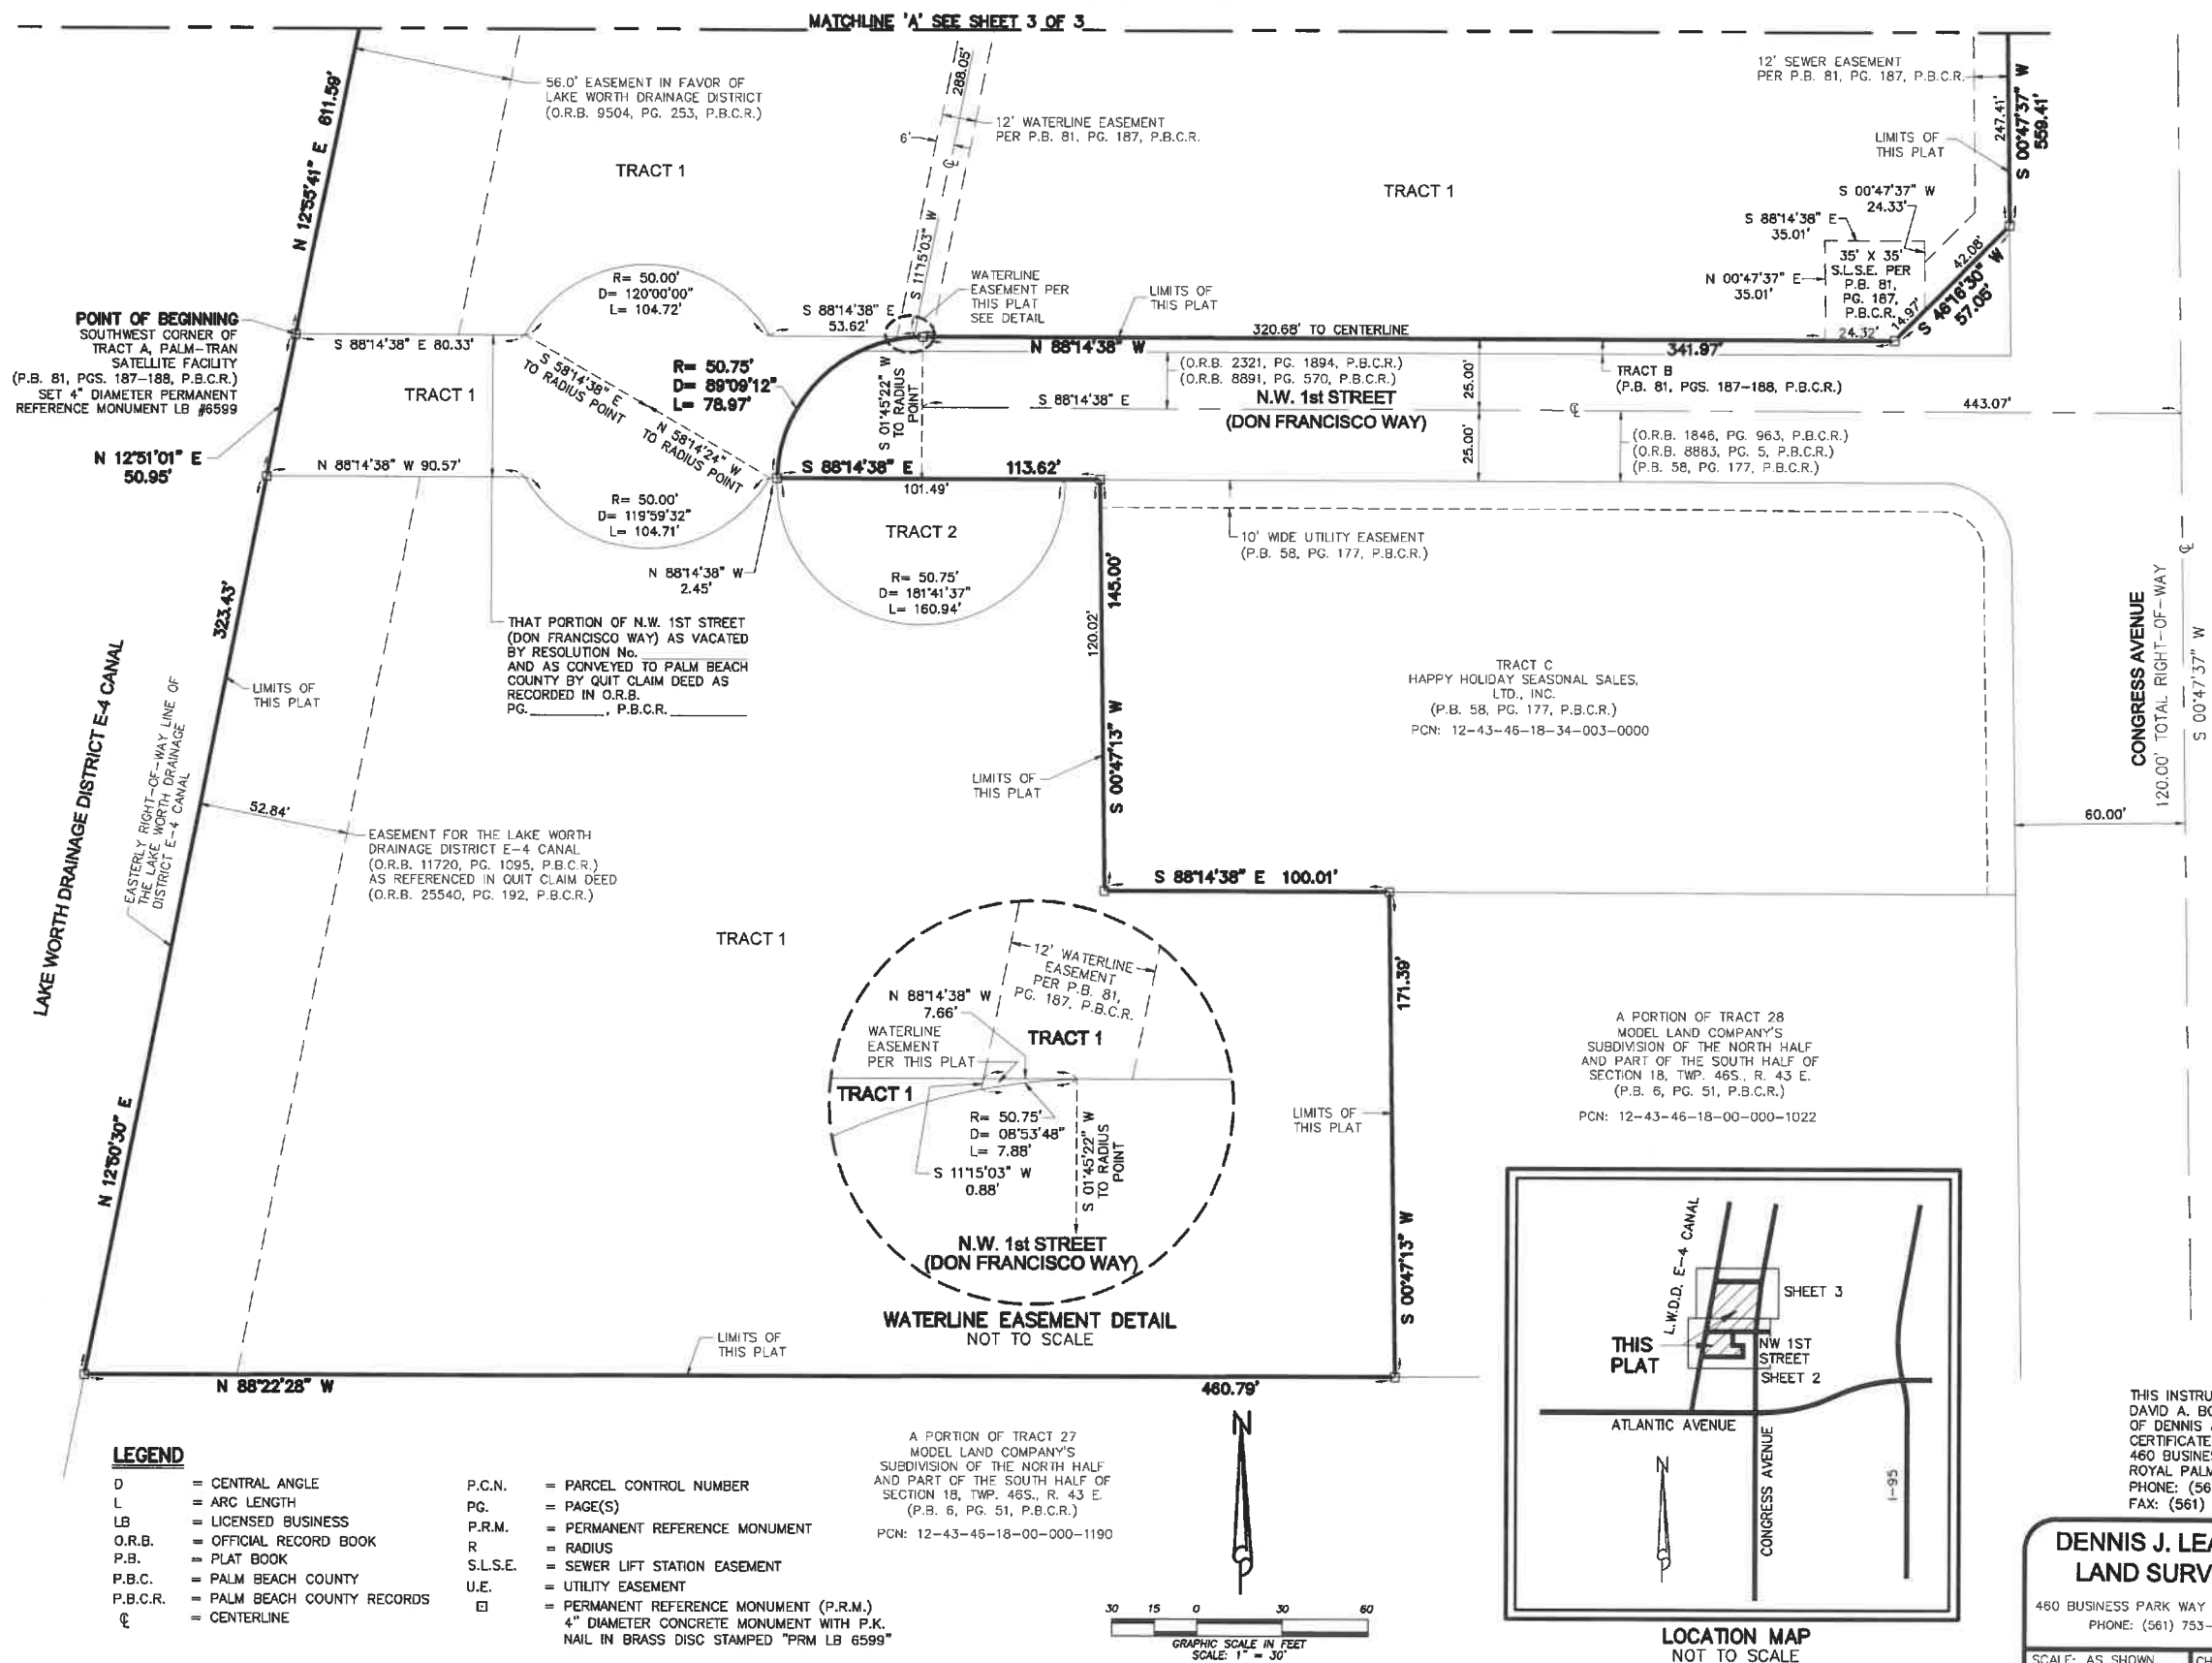 MATCHLINE 'A' SEE SHEET 3 OF 3
56.0' EASEMENT IN FAVOR OF
LAKE WORTH DRAINAGE DISTRICT
(O.R.B. 9504, PG. 253, P.B.C.R.)
N 12°55'41" E 611.59'
TRACT 1
288.05'
6'
12' WATERLINE EASEMENT
PER P.B. 81, PG. 187, P.B.C.R.
℄
S 11°15'03" W
TRACT 1
12' SEWER EASEMENT
PER P.B. 81, PG. 187, P.B.C.R.
247.41'
S 00°47'37" W
559.41'
LIMITS OF
THIS PLAT
S 00°47'37" W
24.33'
S 88°14'38" E
35.01'
N 00°47'37" E
35.01'
35' X 35'
S.L.S.E. PER
P.B. 81,
PG. 187,
P.B.C.R.
24.32'
42.08'
14.97'
S 46°16'30" W
57.05'
POINT OF BEGINNING
SOUTHWEST CORNER OF
TRACT A, PALM-TRAN
SATELLITE FACILITY
(P.B. 81, PGS. 187-188, P.B.C.R.)
SET 4" DIAMETER PERMANENT
REFERENCE MONUMENT LB #6599
N 12°51'01" E
50.95'
S 88°14'38" E 80.33'
R= 50.00'
D= 120°00'00"
L= 104.72'
S 88°14'38" E
53.62'
WATERLINE
EASEMENT PER
THIS PLAT
SEE DETAIL
LIMITS OF
THIS PLAT
320.68' TO CENTERLINE
N 88°14'38" W
341.97'
TRACT 1
S 58°14'38" E
TO RADIUS POINT
N 58°14'24" W
TO RADIUS POINT
R= 50.75'
D= 89°09'12"
L= 78.97'
S 01°45'22" W
TO RADIUS
POINT
(O.R.B. 2321, PG. 1894, P.B.C.R.)
(O.R.B. 8891, PG. 570, P.B.C.R.)
S 88°14'38" E
N.W. 1st STREET
(DON FRANCISCO WAY)
25.00'
25.00'
TRACT B
(P.B. 81, PGS. 187-188, P.B.C.R.)
℄
443.07'
(O.R.B. 1846, PG. 963, P.B.C.R.)
(O.R.B. 8883, PG. 5, P.B.C.R.)
(P.B. 58, PG. 177, P.B.C.R.)
N 88°14'38" W 90.57'
R= 50.00'
D= 119°59'32"
L= 104.71'
S 88°14'38" E 113.62'
101.49'
TRACT 2
R= 50.75'
D= 181°41'37"
L= 160.94'
N 88°14'38" W
2.45'
10' WIDE UTILITY EASEMENT
(P.B. 58, PG. 177, P.B.C.R.)
THAT PORTION OF N.W. 1ST STREET
(DON FRANCISCO WAY) AS VACATED
BY RESOLUTION No. ________
AND AS CONVEYED TO PALM BEACH
COUNTY BY QUIT CLAIM DEED AS
RECORDED IN O.R.B.
PG.________, P.B.C.R. ________
145.00'
120.02'
S 00°47'13" W
LIMITS OF
THIS PLAT
TRACT C
HAPPY HOLIDAY SEASONAL SALES,
LTD., INC.
(P.B. 58, PG. 177, P.B.C.R.)
PCN: 12-43-46-18-34-003-0000
CONGRESS AVENUE
120.00' TOTAL RIGHT-OF-WAY
℄
S 00°47'37" W
60.00'
323.43'
LIMITS OF
THIS PLAT
LAKE WORTH DRAINAGE DISTRICT E-4 CANAL
EASTERLY RIGHT-OF-WAY LINE OF
THE LAKE WORTH DRAINAGE
DISTRICT E-4 CANAL
52.84'
EASEMENT FOR THE LAKE WORTH
DRAINAGE DISTRICT E-4 CANAL
(O.R.B. 11720, PG. 1095, P.B.C.R.)
AS REFERENCED IN QUIT CLAIM DEED
(O.R.B. 25540, PG. 192, P.B.C.R.)
S 88°14'38" E 100.01'
TRACT 1
12' WATERLINE
EASEMENT
PER P.B. 81,
PG. 187, P.B.C.R.
N 88°14'38" W
7.66'
WATERLINE
EASEMENT
PER THIS PLAT
TRACT 1
TRACT 1
R= 50.75'
D= 08°53'48"
L= 7.88'
S 11°15'03" W
0.88'
S 01°45'22" W
TO RADIUS
POINT
N.W. 1st STREET
(DON FRANCISCO WAY)
WATERLINE EASEMENT DETAIL
NOT TO SCALE
171.39'
LIMITS OF
THIS PLAT
S 00°47'13" W
A PORTION OF TRACT 28
MODEL LAND COMPANY'S
SUBDIVISION OF THE NORTH HALF
AND PART OF THE SOUTH HALF OF
SECTION 18, TWP. 46S., R. 43 E.
(P.B. 6, PG. 51, P.B.C.R.)
PCN: 12-43-46-18-00-000-1022
N 12°50'30" E
LIMITS OF
THIS PLAT
N 88°22'28" W
460.79'
L.W.D.D. E-4 CANAL
SHEET 3
THIS
PLAT
NW 1ST
STREET
SHEET 2
ATLANTIC AVENUE
CONGRESS AVENUE
I-95
N
LOCATION MAP
NOT TO SCALE
LEGEND
D = CENTRAL ANGLE
L = ARC LENGTH
LB = LICENSED BUSINESS
O.R.B. = OFFICIAL RECORD BOOK
P.B. = PLAT BOOK
P.B.C. = PALM BEACH COUNTY
P.B.C.R. = PALM BEACH COUNTY RECORDS
℄ = CENTERLINE
P.C.N. = PARCEL CONTROL NUMBER
PG. = PAGE(S)
P.R.M. = PERMANENT REFERENCE MONUMENT
R = RADIUS
S.L.S.E. = SEWER LIFT STATION EASEMENT
U.E. = UTILITY EASEMENT
= PERMANENT REFERENCE MONUMENT (P.R.M.)
4" DIAMETER CONCRETE MONUMENT WITH P.K.
NAIL IN BRASS DISC STAMPED "PRM LB 6599"
A PORTION OF TRACT 27
MODEL LAND COMPANY'S
SUBDIVISION OF THE NORTH HALF
AND PART OF THE SOUTH HALF OF
SECTION 18, TWP. 46S., R. 43 E.
(P.B. 6, PG. 51, P.B.C.R.)
PCN: 12-43-46-18-00-000-1190
N
30 15 0 30 60
GRAPHIC SCALE IN FEET
SCALE: 1" = 30'
THIS INSTRU
DAVID A. BO
OF DENNIS
CERTIFICATE
460 BUSINES
ROYAL PALM
PHONE: (56
FAX: (561)
DENNIS J. LEA
LAND SURV
460 BUSINESS PARK WAY
PHONE: (561) 753-
SCALE: AS SHOWN